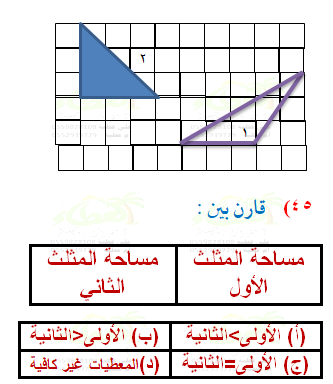 ٢
١
٤٥) قارن بين :
مساحة المثلث الأول
مساحة المثلث الثاني
(أ) الأولى>الثانية
(ب) الأولى<الثانية
(ج) الأولى=الثانية
(د)المعطيات غير كافية